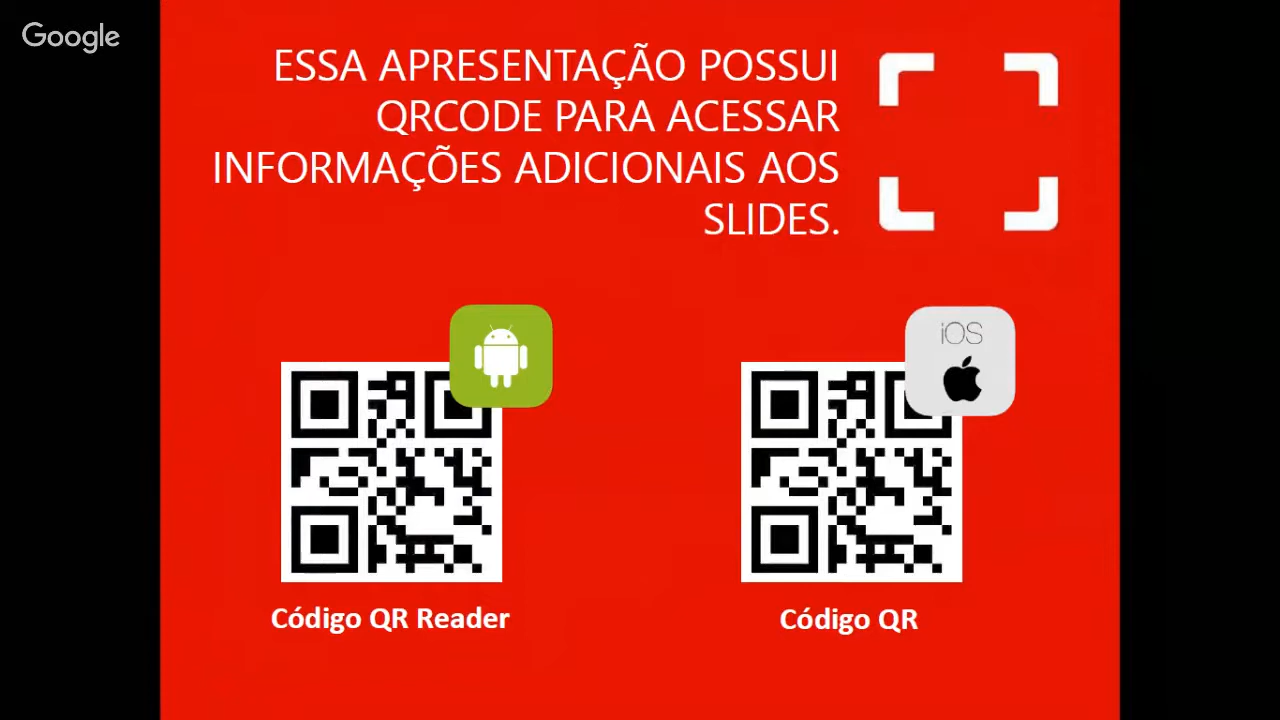 Google
ESSA APRESENTAÇÃO POSSUI
QRCODE PARA ACESSAR
INFORMAÇÕES ADICIONAIS AOS
SLIDES.
iOS
Código QR Reader
Código QR